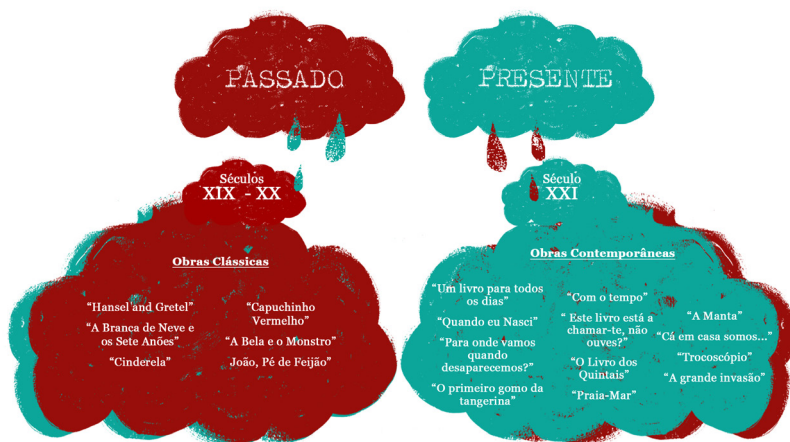 PASSADO
PRESENTE
Séculos
XIX - XX
Século
XXI
Obras Clássicas
“Hansel and Gretel”
“A Branca de Neve e
os Sete Anões”
“Cinderela”
“Capuchinho
Vermelho”
“A Bela e o Monstro”
João, Pé de Feijão”
Obras Contemporâneas
“Um livro para todos
os dias”
“Quando eu Nasci”
“Para onde vamos
quando
desaparecemos?”
“O primeiro gomo da
tangerina”
“Com o tempo”
“ Este livro está a
chamar-te, não
ouves?”
“O Livro dos
Quintais”
“Praia-Mar”
“A Manta”
“Cá em casa somos...”
“Trocoscópio”
“A grande invasão”